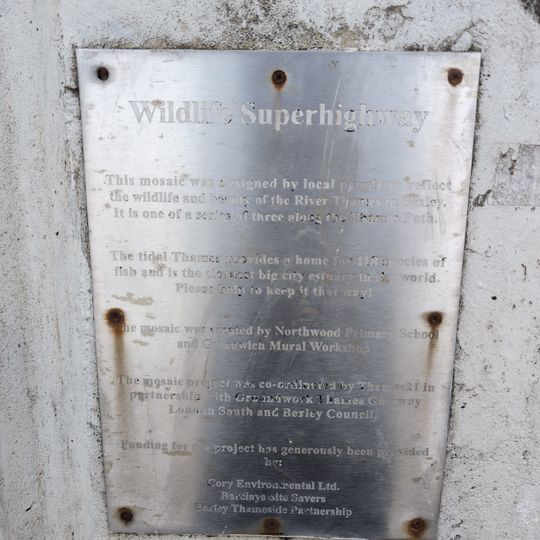 Wildlife Superhighway
This mosaic was designed by local people to reflect
the wildlife and beauty of the River Thames in Bexley.
It is one of a series of three along the Thames Path.
The tidal Thames provides a home for 118 species of
fish and is the cleanest big city estuary in the world.
Please help to keep it that way!
The mosaic was created by Northwood Primary School
and Greenwich Mural Workshop
The mosaic project was co-ordinated by Thames21 in
partnership with Groundwork Thames Gateway
London South and Bexley Council.
Funding for the project has generously been provided
by:
Cory Environmental Ltd.
Barclays Site Savers
Bexley Thameside Partnership